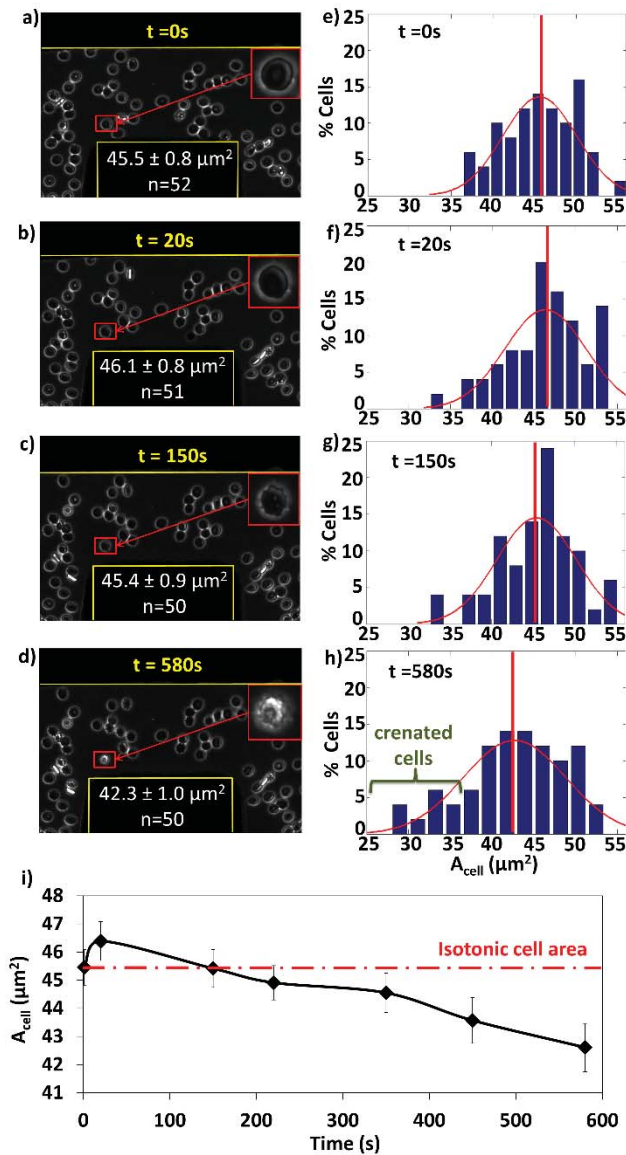 a)
t =0s
45.5 ± 0.8 µm²
n=52
b)
t = 20s
46.1 ± 0.8 µm²
n=51
c)
t = 150s
45.4 ± 0.9 µm²
n=50
d)
t = 580s
42.3 ± 1.0 µm²
n=50
e)
t =0s
% Cells
25
20
15
10
5
0
25 30 35 40 45 50 55
f)
t=20s
% Cells
25
20
15
10
5
0
25 30 35 40 45 50 55
g)
t =150s
% Cells
25
20
15
10
5
0
25 30 35 40 45 50 55
h)
t=580s
% Cells
25
20
15
10
5
0
crenated
cells
25 30 35 40 45 50 55
A cell (µm²)
i)
A cell (µm²)
48
47
46
45
44
43
42
41
Isotonic cell area
0 100 200 300 400 500 600
Time (s)